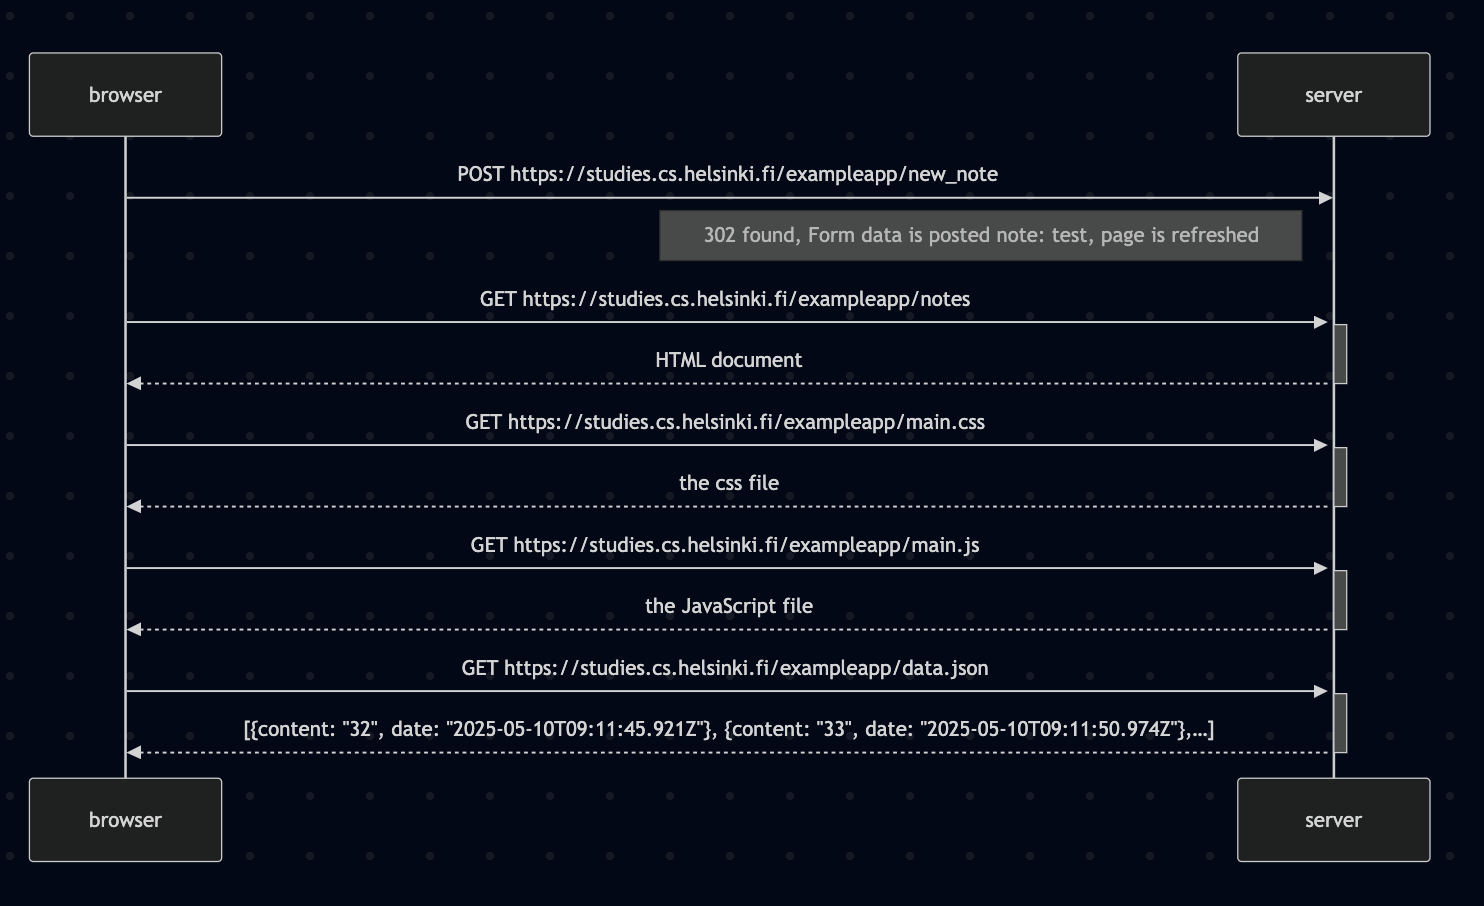 browser
server
POST https://studies.cs.helsinki.fi/exampleapp/new_note
302 found, Form data is posted note: test, page is refreshed
GET https://studies.cs.helsinki.fi/exampleapp/notes
HTML document
GET https://studies.cs.helsinki.fi/exampleapp/main.css
the css file
GET https://studies.cs.helsinki.fi/exampleapp/main.js
the JavaScript file
GET https://studies.cs.helsinki.fi/exampleapp/data.json
[{content: "32", date: "2025-05-10T09:11:45.921Z"}, {content: "33", date: "2025-05-10T09:11:50.974Z"},...]
browser
server